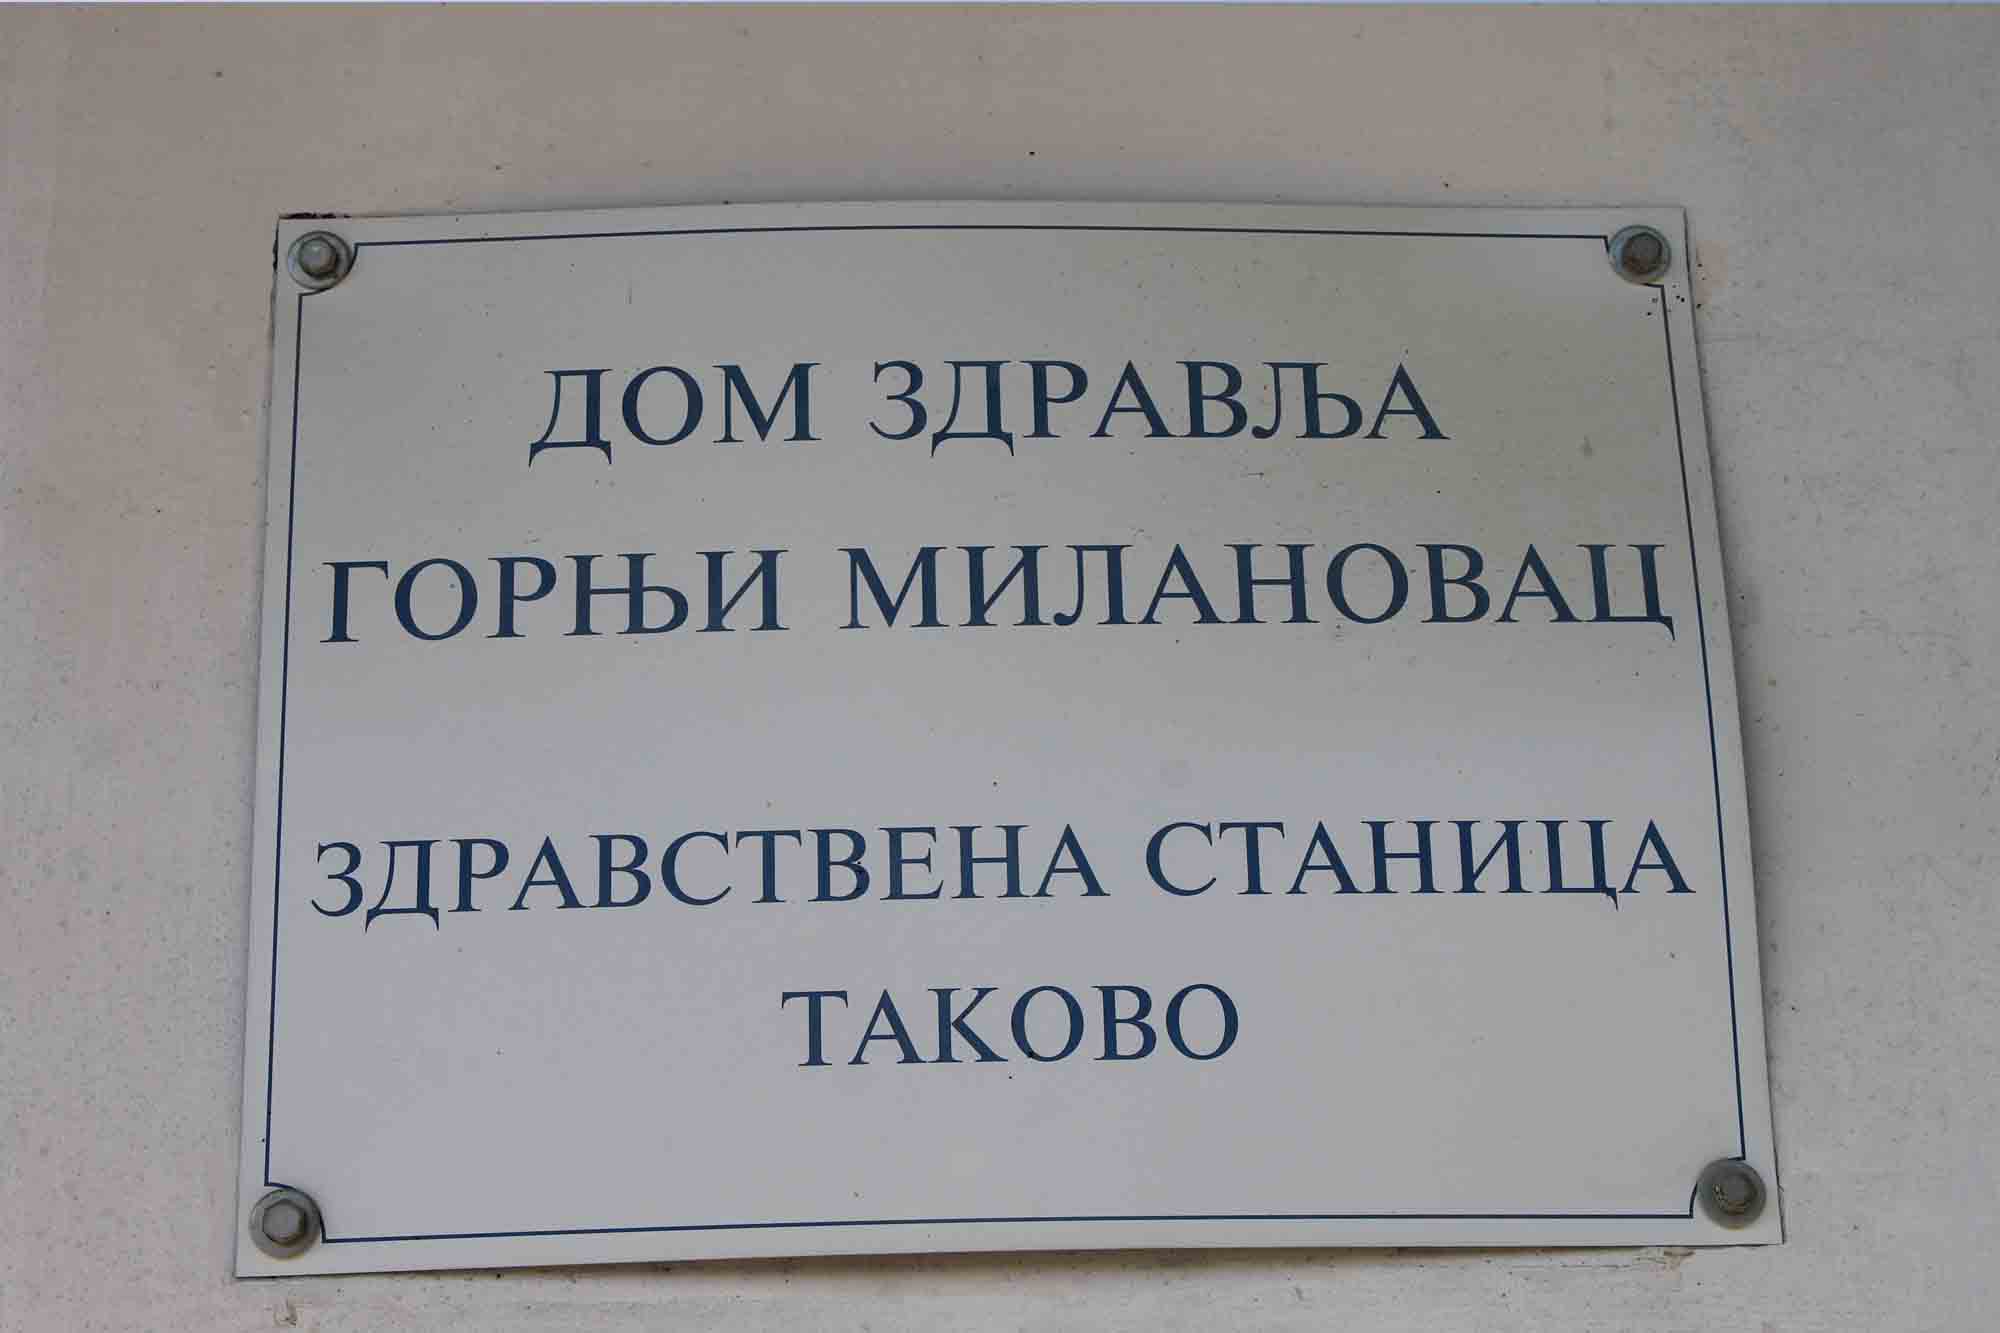 ДОМ ЗДРАВЉА
ГОРЊИ МИЛАНОВАЦ
ЗДРАВСТВЕНА СТАНИЦА
ТАКОВО